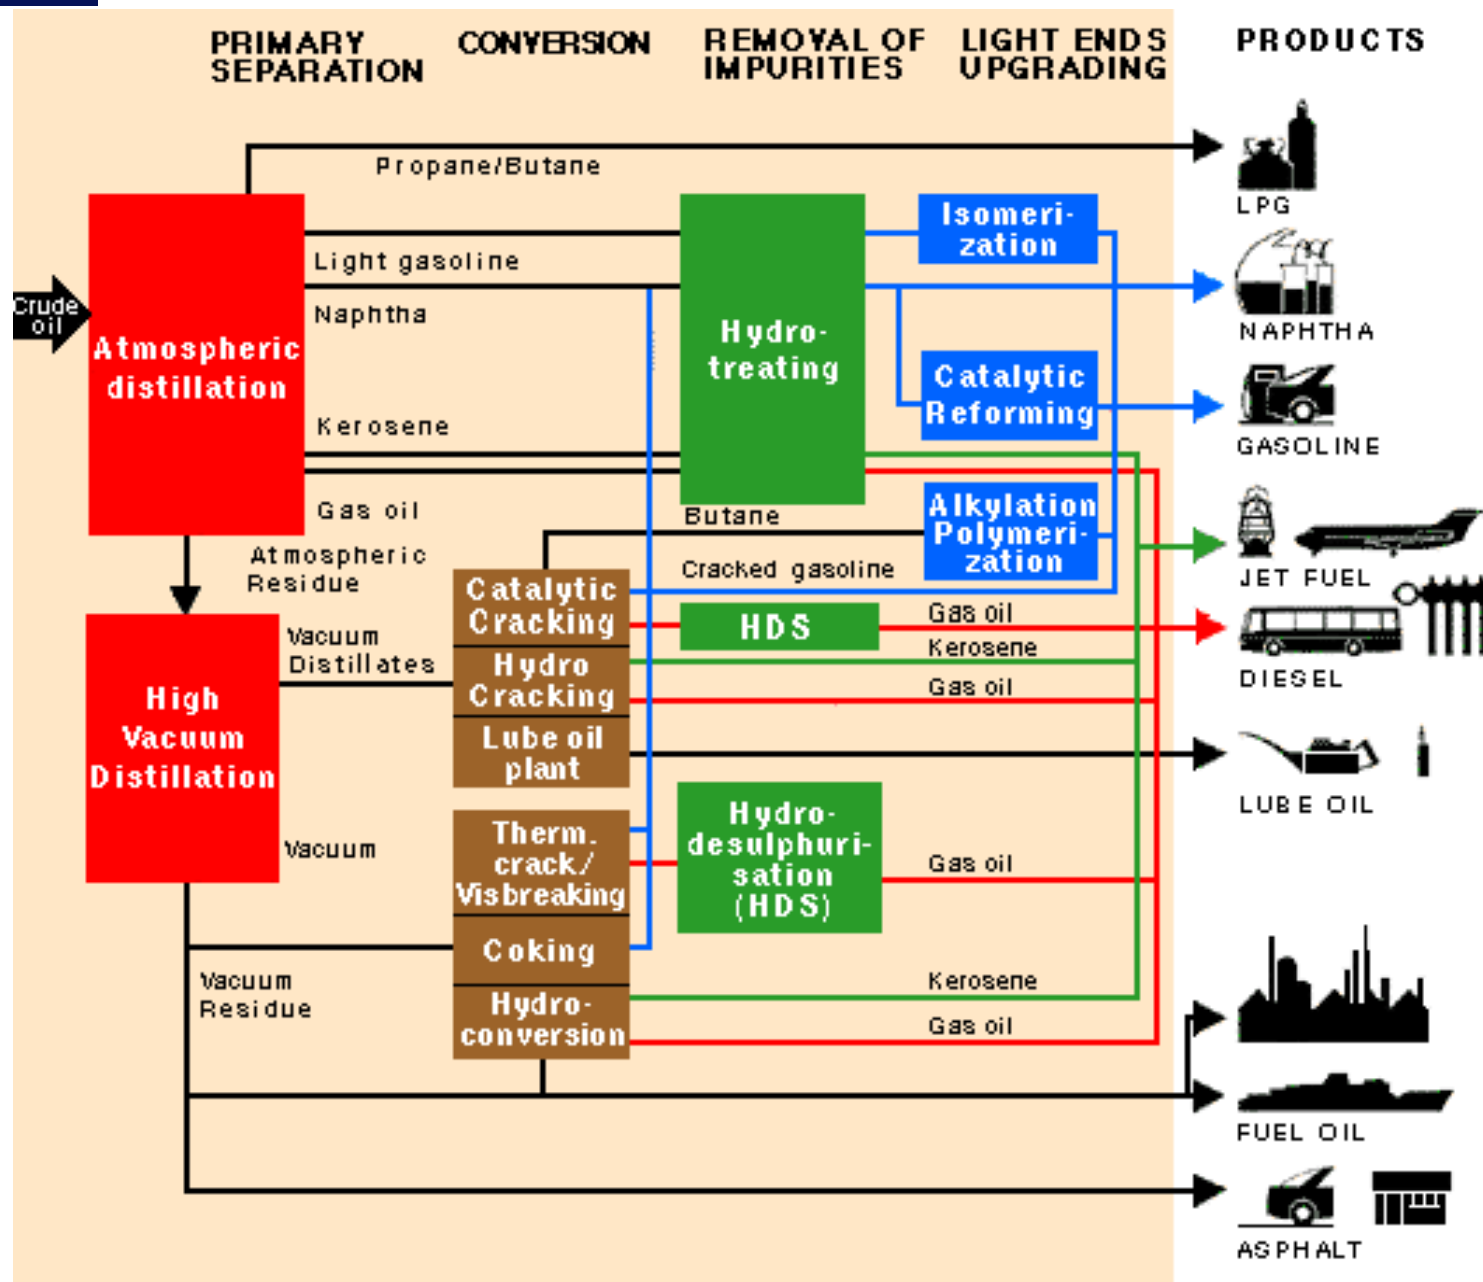 PRIMARY
SEPARATION
CONVERSION
REMOVAL OF
IMPURITIES
LIGHT ENDS
UPGRADING
PRODUCTS
Propane/Butane
LPG
Isomeri-
zation
Light gasoline
Crude
oil
Naphtha
NAPHTHA
Atmospheric
distillation
Hydro-
treating
Catalytic
Reforming
Kerosene
GASOLINE
Gas oil
Butane
Alkylation
Polymeri-
zation
Atmospheric
Residue
Cracked gasoline
JET FUEL
Catalytic
Cracking
HDS
Gas oil
Vacuum
Distillates
Kerosene
Hydro
Cracking
Gas oil
DIESEL
High
Vacuum
Distillation
Lube oil
plant
LUBE OIL
Vacuum
Therm.
crack/
Visbreaking
Hydro-
desulphuri-
sation
(HDS)
Gas oil
Coking
Vacuum
Residue
Kerosene
Hydro-
conversion
Gas oil
FUEL OIL
ASPHALT